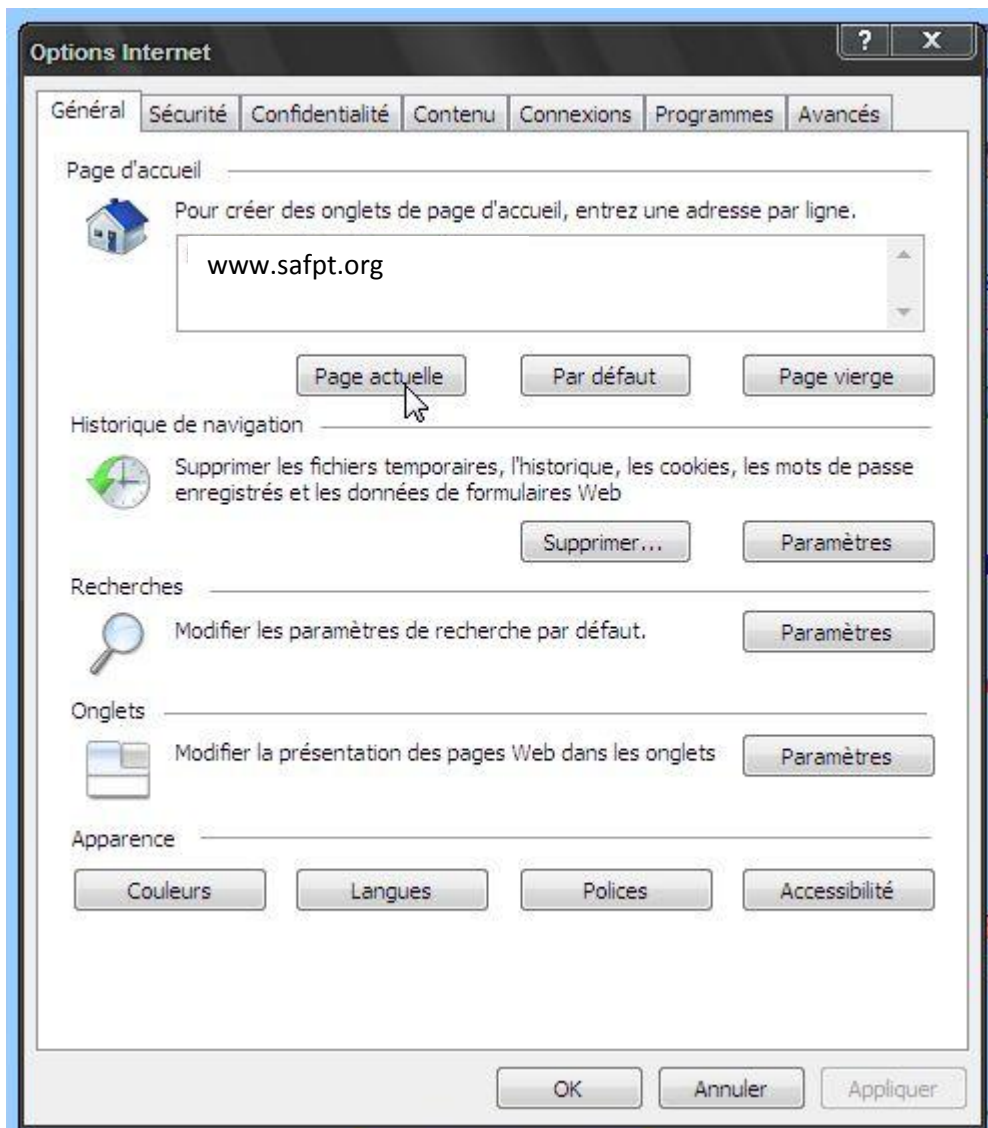 Options Internet
? X
Général Sécurité Confidentialité Contenu Connexions Programmes Avancés
Page d'accueil
Pour créer des onglets de page d'accueil, entrez une adresse par ligne.
www.safpt.org
Page actuelle Par défaut Page vierge
Historique de navigation
Supprimer les fichiers temporaires, l'historique, les cookies, les mots de passe
enregistrés et les données de formulaires Web
Supprimer... Paramètres
Recherches
Modifier les paramètres de recherche par défaut. Paramètres
Onglets
Modifier la présentation des pages Web dans les onglets Paramètres
Apparence
Couleurs Langues Polices Accessibilité
OK Annuler Appliquer